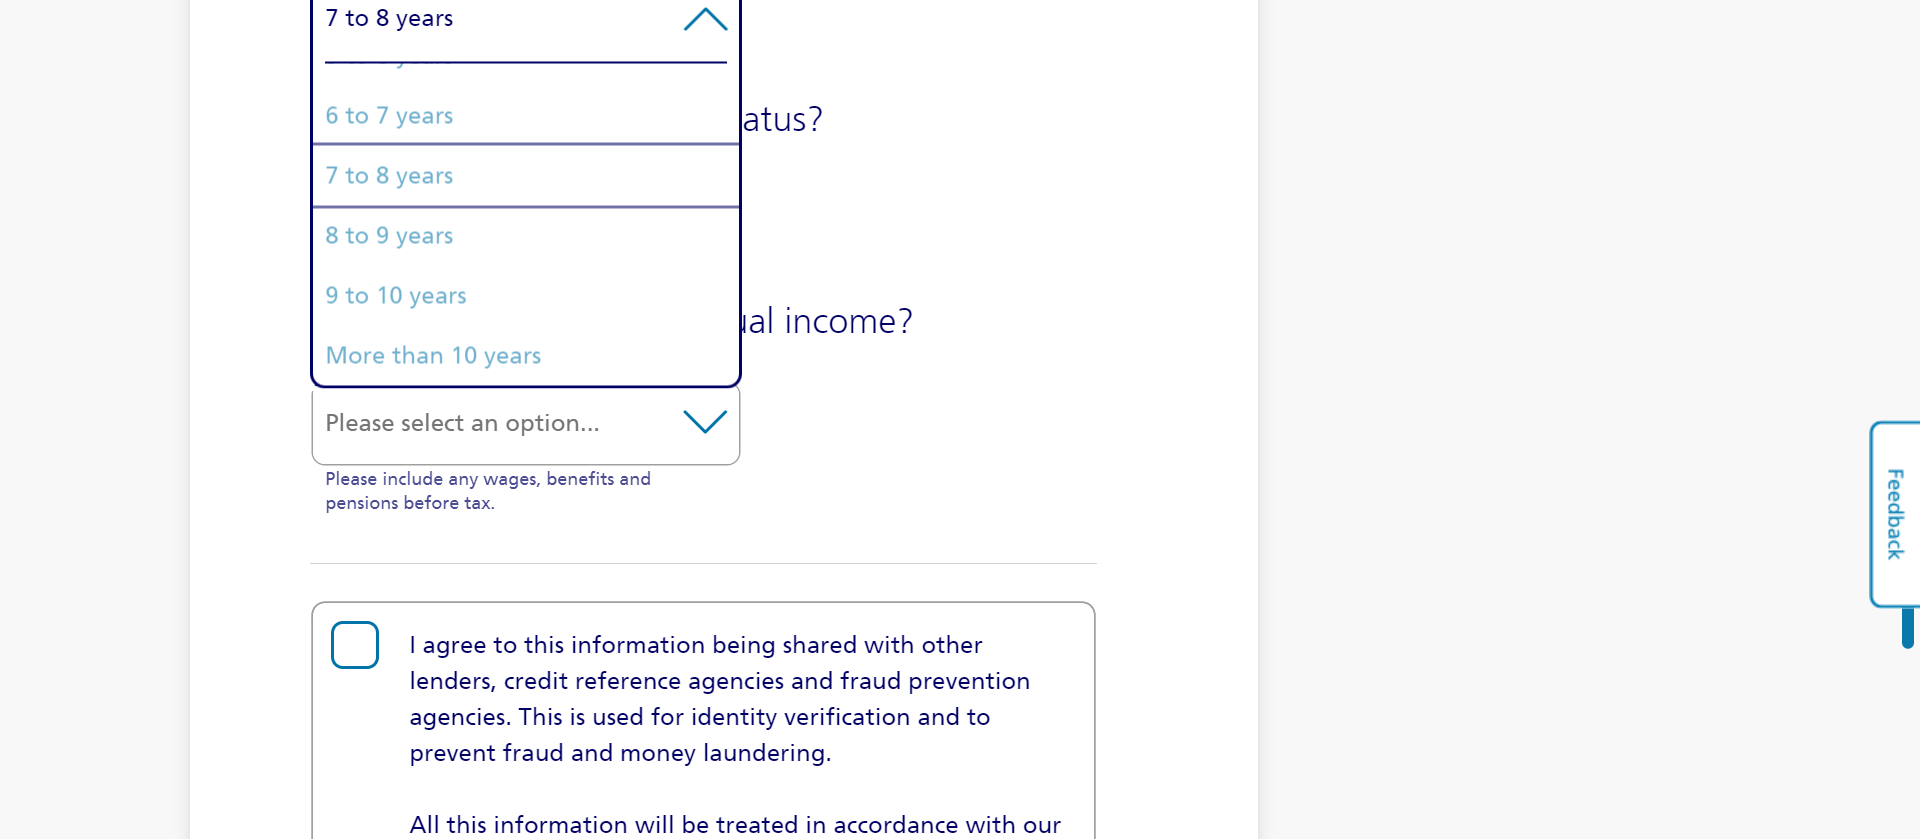 7 to 8 years
6 to 7 years
atus?
7 to 8 years
8 to 9 years
9 to 10 years
ual income?
More than 10 years
Please select an option...
Please include any wages, benefits and
pensions before tax.
Feedback
I agree to this information being shared with other
lenders, credit reference agencies and fraud prevention
agencies. This is used for identity verification and to
prevent fraud and money laundering.
All this information will be treated in accordance with our